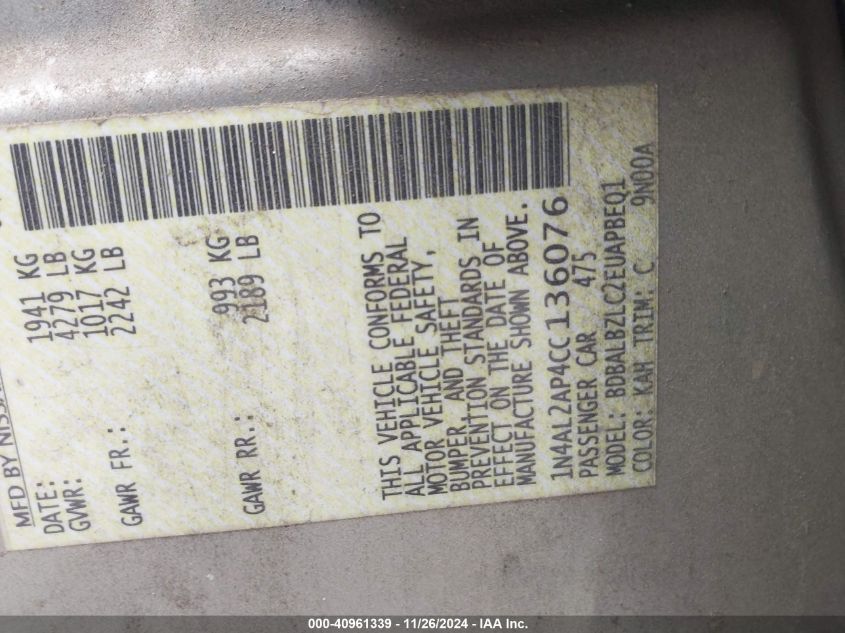 MFD BY NISSA
DATE:
GVWR: 1941 KG
4279 LB
GAWR FR.: 1017 KG
2242 LB
GAWR RR.: 993 KG
2189 LB
THIS VEHICLE CONFORMS TO
ALL APPLICABLE FEDERAL
MOTOR VEHICLE SAFETY,
BUMPER, AND THEFT
PREVENTION STANDARDS IN
EFFECT ON THE DATE OF
MANUFACTURE SHOWN ABOVE.
1N4AL2AP4CC136076
PASSENGER CAR 475
MODEL: BDBALBZLC2EUAPBEQ1
COLOR: KAH TRIM: C 9N00A
000-40961339 - 11/26/2024 - IAA Inc.